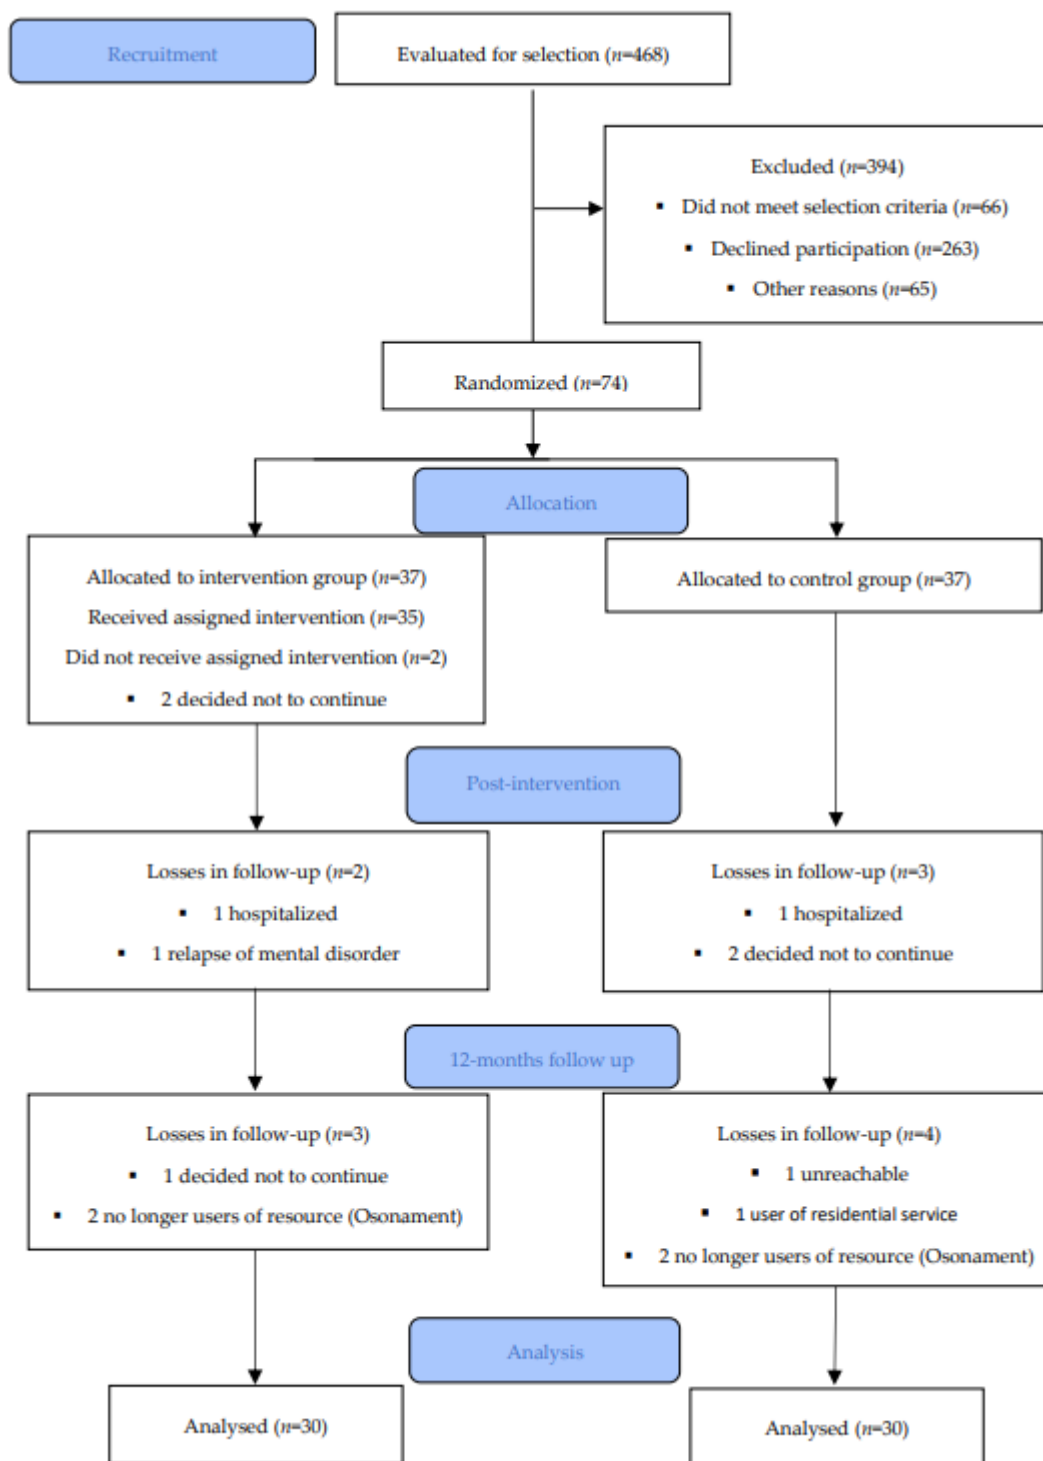 Recruitment
Evaluated for selection (n=468)
Excluded (n=394)
▪ Did not meet selection criteria (n=66)
▪ Declined participation (n=263)
▪ Other reasons (n=65)
Randomized (n=74)
Allocation
Allocated to intervention group (n=37)
Received assigned intervention (n=35)
Did not receive assigned intervention (n=2)
▪ 2 decided not to continue
Allocated to control group (n=37)
Post-intervention
Losses in follow-up (n=2)
▪ 1 hospitalized
▪ 1 relapse of mental disorder
Losses in follow-up (n=3)
▪ 1 hospitalized
▪ 2 decided not to continue
12-months follow up
Losses in follow-up (n=3)
▪ 1 decided not to continue
▪ 2 no longer users of resource (Osonament)
Losses in follow-up (n=4)
▪ 1 unreachable
▪ 1 user of residential service
▪ 2 no longer users of resource (Osonament)
Analysis
Analysed (n=30)
Analysed (n=30)